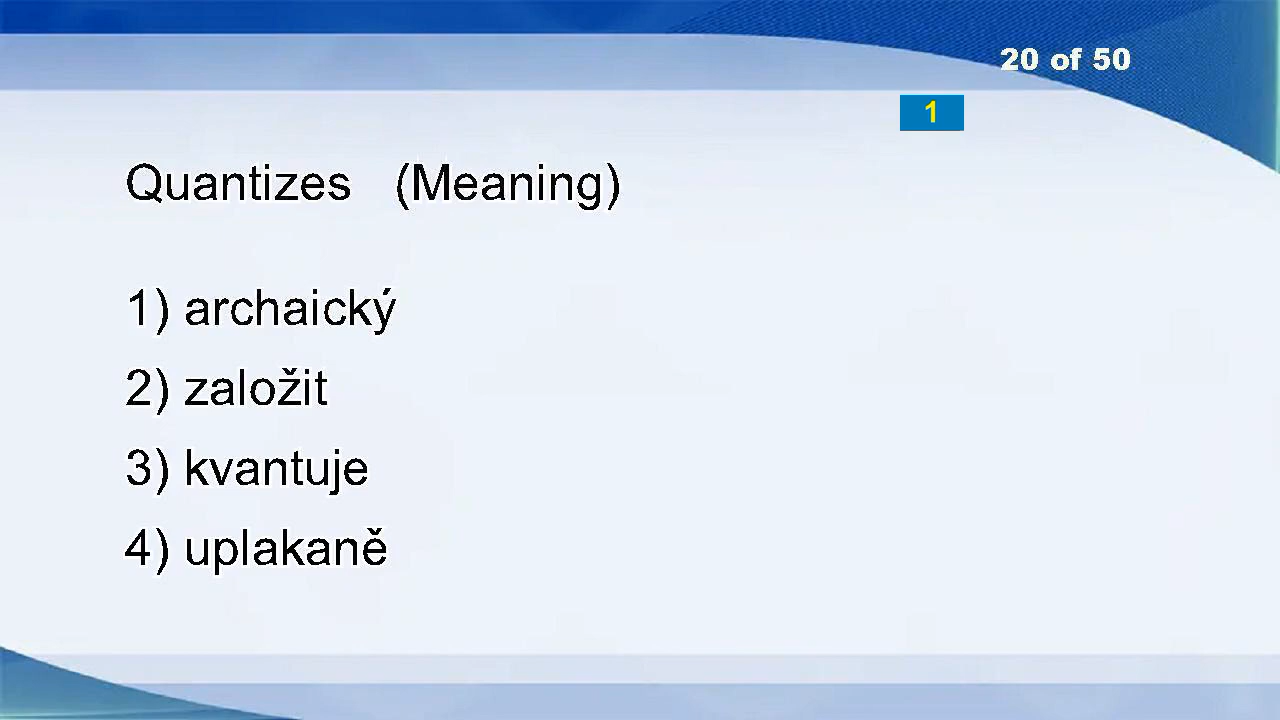 20 of 50
1
Quantizes (Meaning)
1) archaický
2) založit
3) kvantuje
4) uplakaně